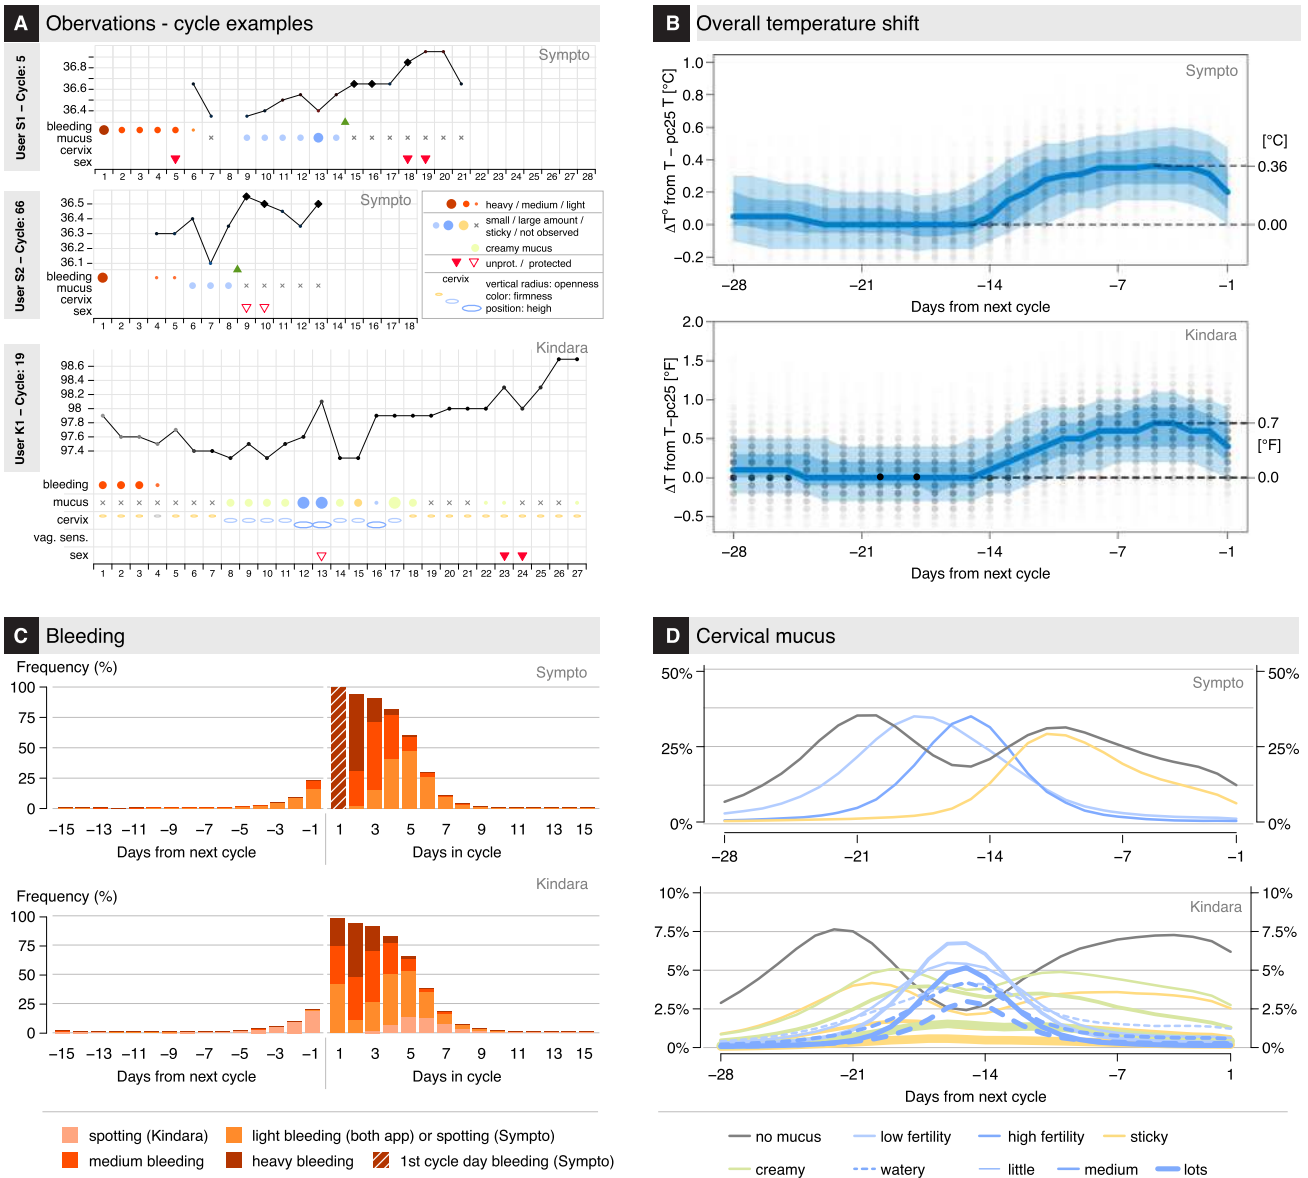 A Obervations - cycle examples
User S1 – Cycle: 5
Sympto
36.8
36.6
36.4
bleeding
mucus
cervix
sex
1 2 3 4 5 6 7 8 9 10 11 12 13 14 15 16 17 18 19 20 21 22 23 24 25 26 27 28
User S2 – Cycle: 66
Sympto
36.5
36.4
36.3
36.2
36.1
bleeding
mucus
cervix
sex
1 2 3 4 5 6 7 8 9 10 11 12 13 14 15 16 17 18
heavy / medium / light
small / large amount /
sticky / not observed
creamy mucus
unprot. / protected
cervix
vertical radius: openness
color: firmness
position: heigh
User K1 – Cycle: 19
Kindara
98.6
98.4
98.2
98
97.8
97.6
97.4
bleeding
mucus
cervix
vag. sens.
sex
1 2 3 4 5 6 7 8 9 10 11 12 13 14 15 16 17 18 19 20 21 22 23 24 25 26 27
B Overall temperature shift
Sympto
ΔT° from T – pc25 T [°C]
1.0
0.8
0.6
0.4
0.2
0.0
−0.2
[°C]
0.36
0.00
−28 −21 −14 −7 −1
Days from next cycle
Kindara
ΔT from T–pc25 [°F]
2.0
1.5
1.0
0.5
0.0
−0.5
0.7
[°F]
0.0
−28 −21 −14 −7 −1
Days from next cycle
C Bleeding
Frequency (%)
Sympto
100
75
50
25
0
−15 −13 −11 −9 −7 −5 −3 −1 1 3 5 7 9 11 13 15
Days from next cycle Days in cycle
Frequency (%)
Kindara
100
75
50
25
0
−15 −13 −11 −9 −7 −5 −3 −1 1 3 5 7 9 11 13 15
Days from next cycle Days in cycle
spotting (Kindara) light bleeding (both app) or spotting (Sympto)
medium bleeding heavy bleeding 1st cycle day bleeding (Sympto)
D Cervical mucus
Sympto
50% 50%
25% 25%
0% 0%
−28 −21 −14 −7 −1
Kindara
10% 10%
7.5% 7.5%
5% 5%
2.5% 2.5%
0% 0%
−28 −21 −14 −7 1
Days from next cycle
no mucus low fertility high fertility sticky
creamy watery little medium lots